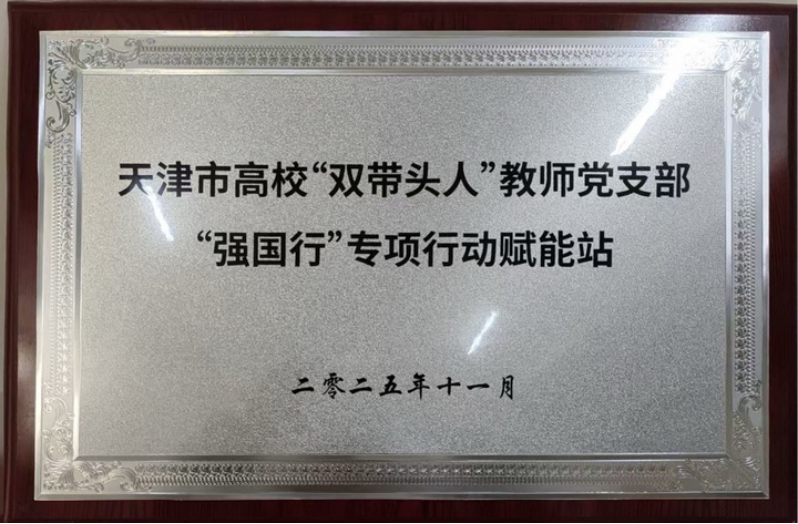 天津市高校“双带头人”教师党支部
“强国行”专项行动赋能站
二零二五年十一月